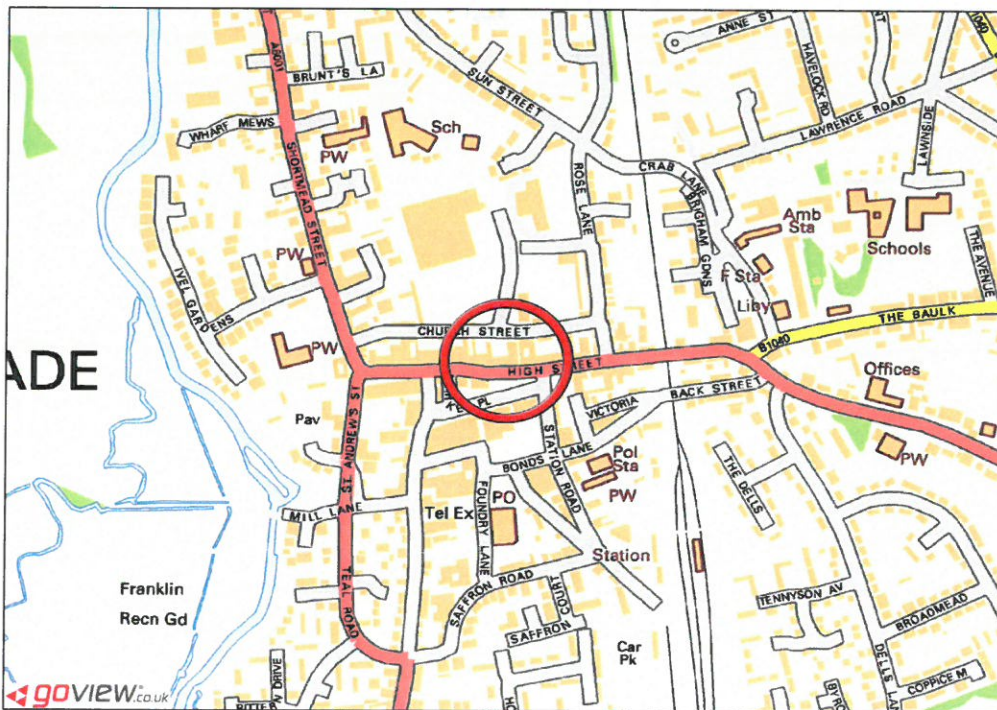 ANNE ST
1040
A6001
BRUNT'S LA
HAVELOCK RD
SUN STREET
LAWRENCE ROAD
WHARF MEWS
Sch
PW
LAWNSIDE
SHORTMEAD STREET
ROSE LANE
CRAB LANE
BRIGHAM GDNS
Amb
Sta
Schools
THE AVENUE
PW
F Sta
IVEL GARDENS
Liby
THE BAULK
CHURCH STREET
B1040
PW
ADE
HIGH STREET
Offices
BACK STREET
VICTORIA
Pav
ST ANDREWS ST
STATION ROAD
BONDS LANE
Pol
Sta
PW
PW
THE DELLS
MILL LANE
Tel Ex
FOUNDRY LANE
PO
Station
Franklin
Recn Gd
TEAL ROAD
SAFFRON ROAD
COURT
SAFFRON
TENNYSON AV
BROADMEAD
Car
Pk
DELLS LA
COPPICE M
goview.co.uk